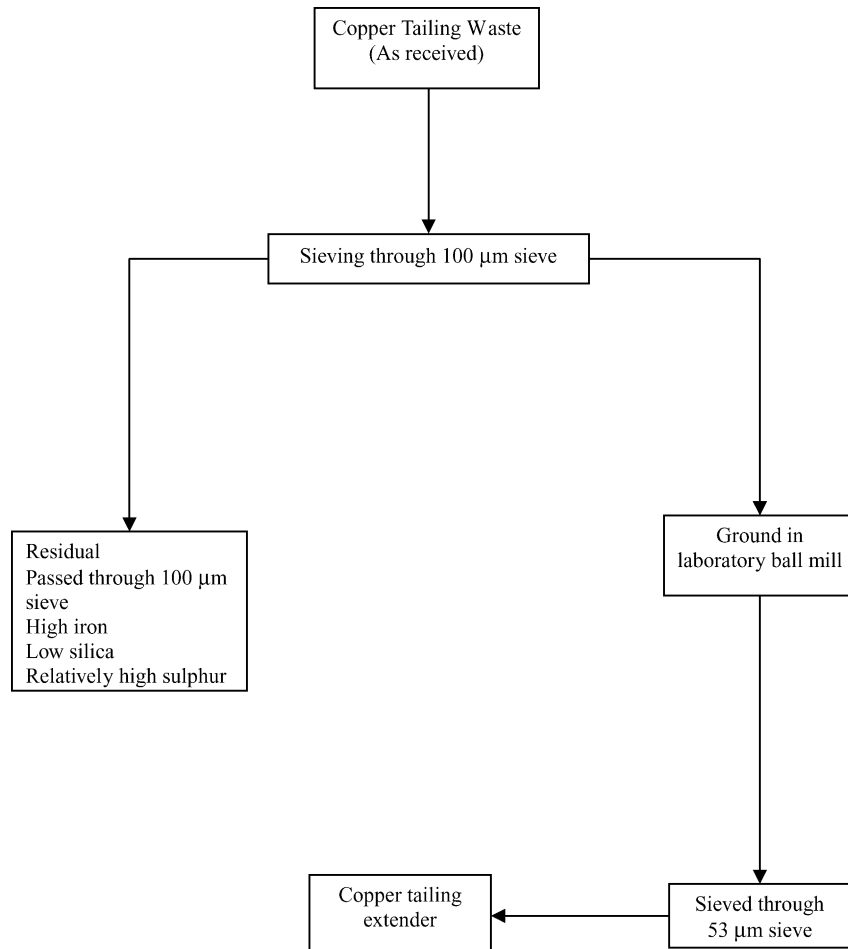 Copper Tailing Waste
(As received)
Sieving through 100 μm sieve
Residual
Passed through 100 μm
sieve
High iron
Low silica
Relatively high sulphur
Ground in
laboratory ball mill
Copper tailing
extender
Sieved through
53 μm sieve